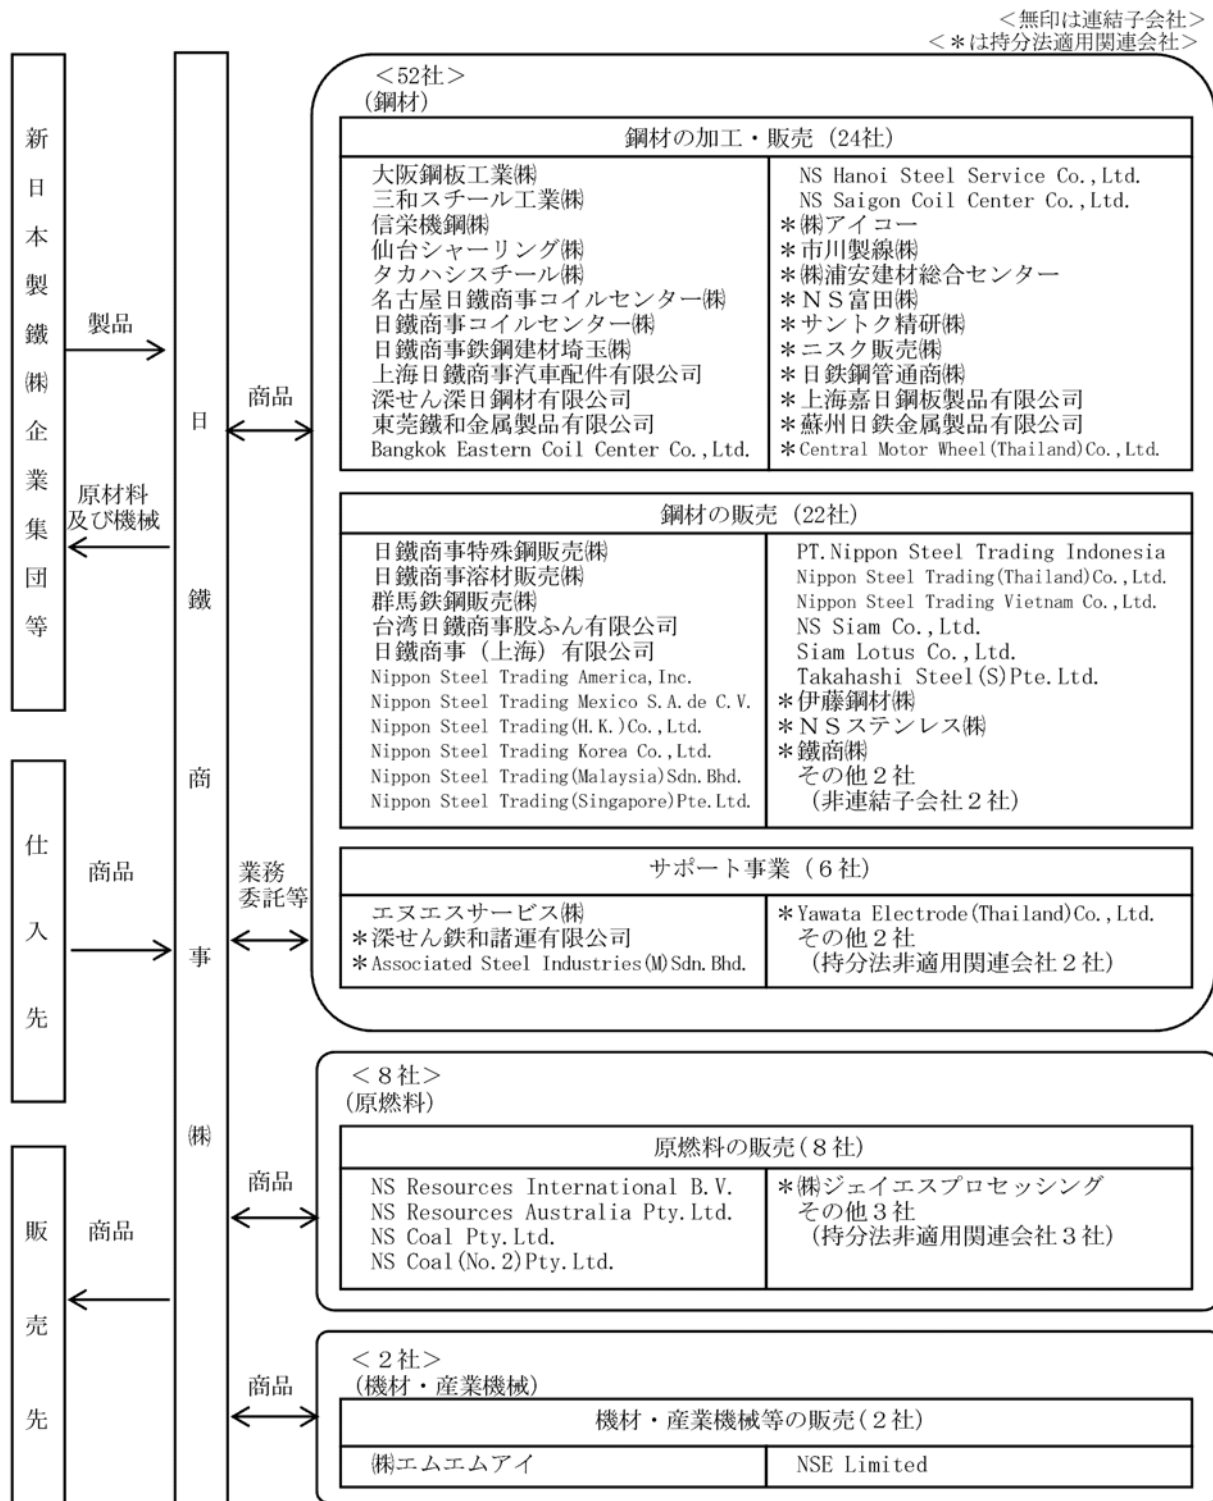 <無印は連結子会社>
<＊は持分法適用関連会社>
新日本製鐵㈱企業集団等
製品
原材料
及び機械
仕入先
商品
販売先
商品
日鐵商事㈱
商品
業務
委託等
商品
商品
<52社>
(鋼材)
鋼材の加工・販売（24社）
大阪鋼板工業㈱
三和スチール工業㈱
信栄機鋼㈱
仙台シャーリング㈱
タカハシスチール㈱
名古屋日鐵商事コイルセンター㈱
日鐵商事コイルセンター㈱
日鐵商事鉄鋼建材埼玉㈱
上海日鐵商事汽車配件有限公司
深せん深日鋼材有限公司
東莞鐵和金属製品有限公司
Bangkok Eastern Coil Center Co.,Ltd.
NS Hanoi Steel Service Co.,Ltd.
NS Saigon Coil Center Co.,Ltd.
＊㈱アイコー
＊市川製線㈱
＊㈱浦安建材総合センター
＊ＮＳ富田㈱
＊サントク精研㈱
＊ニスク販売㈱
＊日鉄鋼管通商㈱
＊上海嘉日鋼板製品有限公司
＊蘇州日鉄金属製品有限公司
＊Central Motor Wheel(Thailand)Co.,Ltd.
鋼材の販売（22社）
日鐵商事特殊鋼販売㈱
日鐵商事溶材販売㈱
群馬鉄鋼販売㈱
台湾日鐵商事股ふん有限公司
日鐵商事（上海）有限公司
Nippon Steel Trading America,Inc.
Nippon Steel Trading Mexico S.A.de C.V.
Nippon Steel Trading(H.K.)Co.,Ltd.
Nippon Steel Trading Korea Co.,Ltd.
Nippon Steel Trading(Malaysia)Sdn.Bhd.
Nippon Steel Trading(Singapore)Pte.Ltd.
PT.Nippon Steel Trading Indonesia
Nippon Steel Trading(Thailand)Co.,Ltd.
Nippon Steel Trading Vietnam Co.,Ltd.
NS Siam Co.,Ltd.
Siam Lotus Co.,Ltd.
Takahashi Steel(S)Pte.Ltd.
＊伊藤鋼材㈱
＊ＮＳステンレス㈱
＊鐵商㈱
その他２社
（非連結子会社２社）
サポート事業（６社）
エヌエスサービス㈱
＊深せん鉄和諸運有限公司
＊Associated Steel Industries(M)Sdn.Bhd.
＊Yawata Electrode(Thailand)Co.,Ltd.
その他２社
（持分法非適用関連会社２社）
<８社>
(原燃料)
原燃料の販売(８社)
NS Resources International B.V.
NS Resources Australia Pty.Ltd.
NS Coal Pty.Ltd.
NS Coal(No.2)Pty.Ltd.
＊㈱ジェイエスプロセッシング
その他３社
（持分法非適用関連会社３社）
<２社>
(機材・産業機械)
機材・産業機械等の販売(２社)
㈱エムエムアイ
NSE Limited